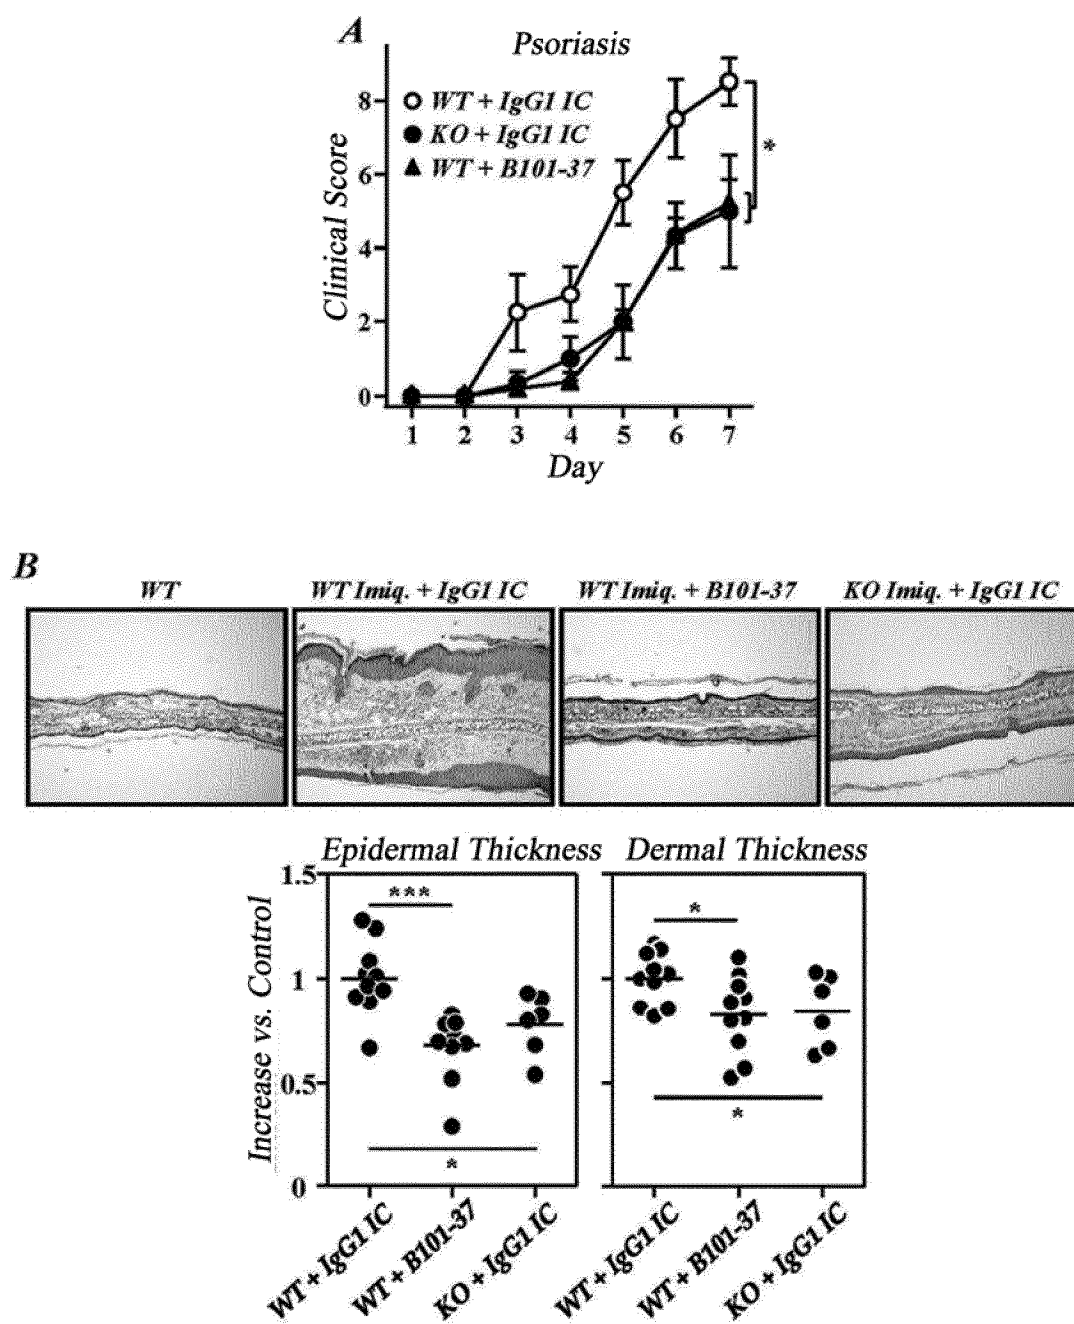 A
Psoriasis
WT + IgG1 IC
KO + IgG1 IC
WT + B101-37
*
Clinical Score
8
6
4
2
0
1 2 3 4 5 6 7
Day
B
WT
WT Imiq. + IgG1 IC
WT Imiq. + B101-37
KO Imiq. + IgG1 IC
Epidermal Thickness
Dermal Thickness
Increase vs. Control
1.5
1
0.5
0
***
*
*
*
WT + IgG1 IC
WT + B101-37
KO + IgG1 IC
WT + IgG1 IC
WT + B101-37
KO + IgG1 IC